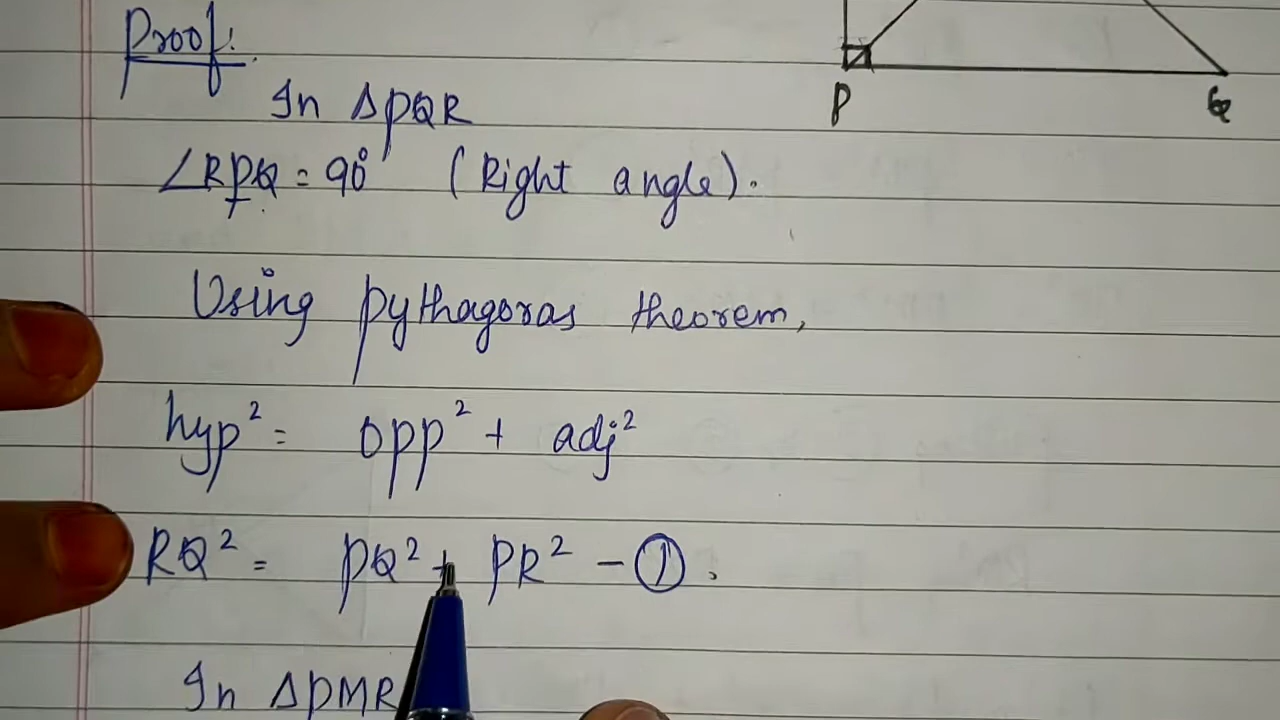 Proof:
P Q
In ΔPQR
∠RPQ = 90° (Right angle).
Using pythagoras theorem,
hyp² = opp² + adj²
RQ² = PQ² + PR² - ①.
In ΔPMR